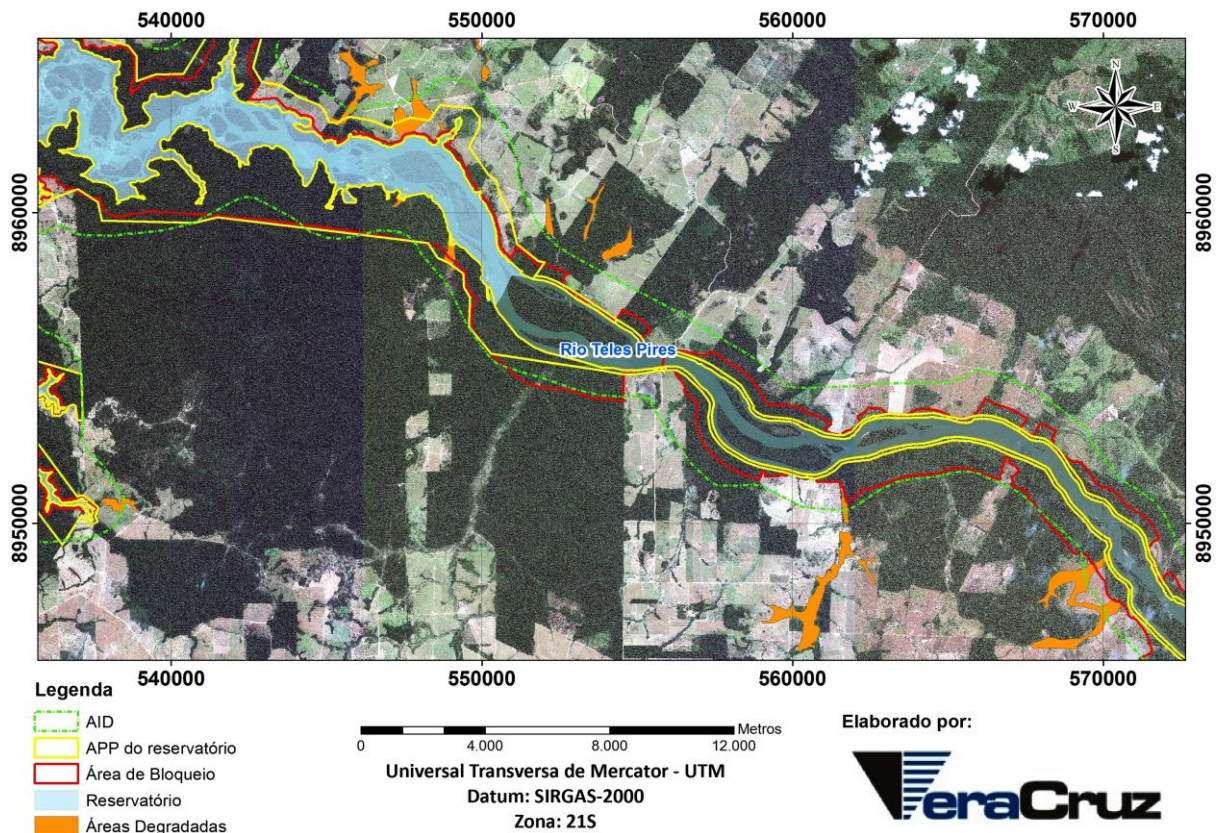 540000 550000 560000 570000
N
W E
S
8960000 8960000
Rio Teles Pires
8950000 8950000
540000 550000 560000 570000
Legenda
AID
APP do reservatório
Área de Bloqueio
Reservatório
Áreas Degradadas
Metros
0 4.000 8.000 12.000
Universal Transversa de Mercator - UTM
Datum: SIRGAS-2000
Zona: 21S
Elaborado por:
VeraCruz